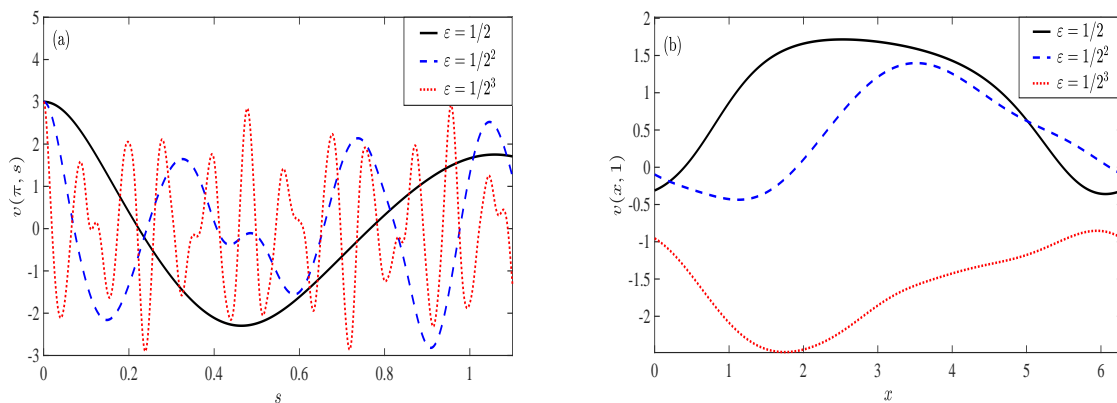 (a)
ε = 1/2
ε = 1/2²
ε = 1/2³
5
4
3
2
1
0
-1
-2
-3
v(π, s)
0
0.2
0.4
0.6
0.8
1
s
(b)
ε = 1/2
ε = 1/2²
ε = 1/2³
2
1.5
1
0.5
0
-0.5
-1
-1.5
-2
v(x, 1)
0
1
2
3
4
5
6
x